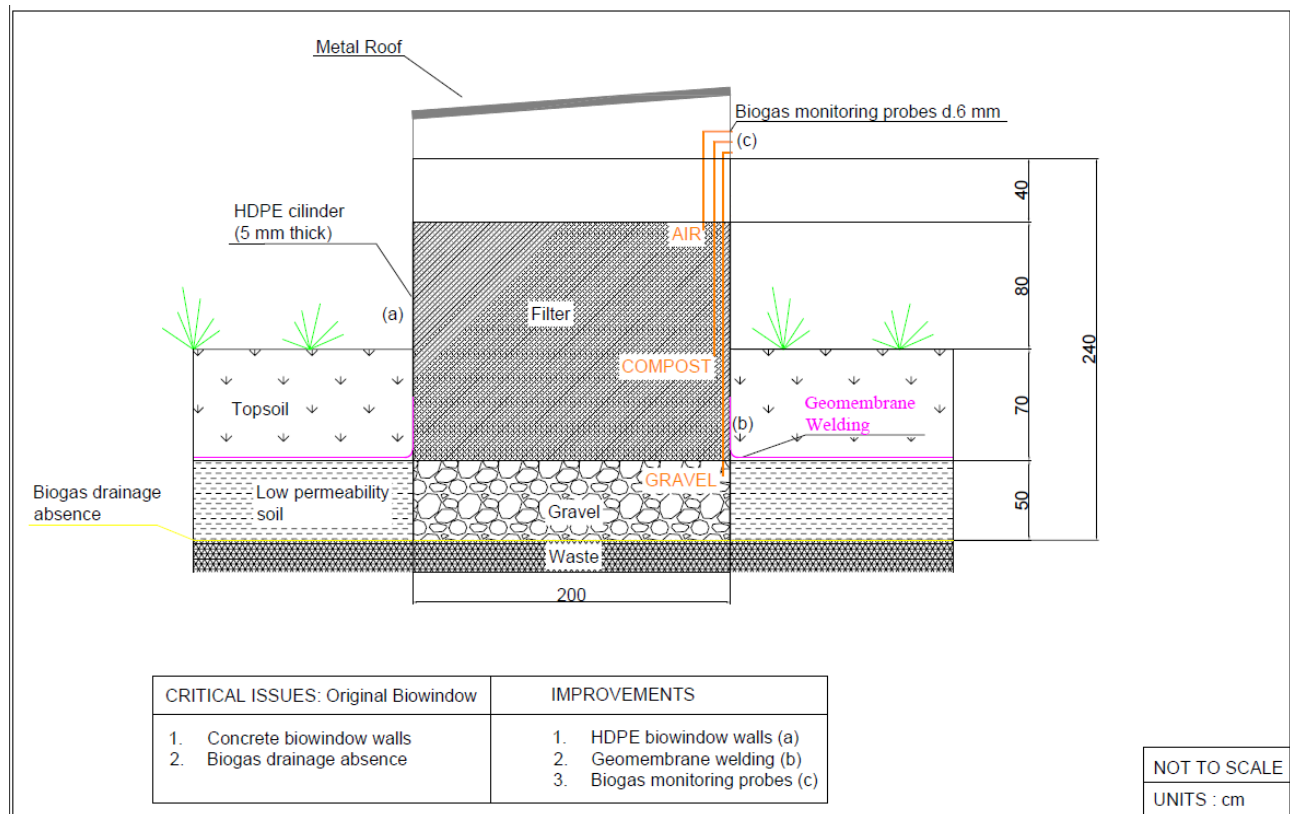 Metal Roof
Biogas monitoring probes d.6 mm
(c)
HDPE cilinder
(5 mm thick)
(a)
AIR
Filter
COMPOST
40
80
240
70
50
Topsoil
Geomembrane
Welding
(b)
GRAVEL
Biogas drainage
absence
Low permeability
soil
Gravel
Waste
200
CRITICAL ISSUES: Original Biowindow
1. Concrete biowindow walls
2. Biogas drainage absence
IMPROVEMENTS
1. HDPE biowindow walls (a)
2. Geomembrane welding (b)
3. Biogas monitoring probes (c)
NOT TO SCALE
UNITS : cm